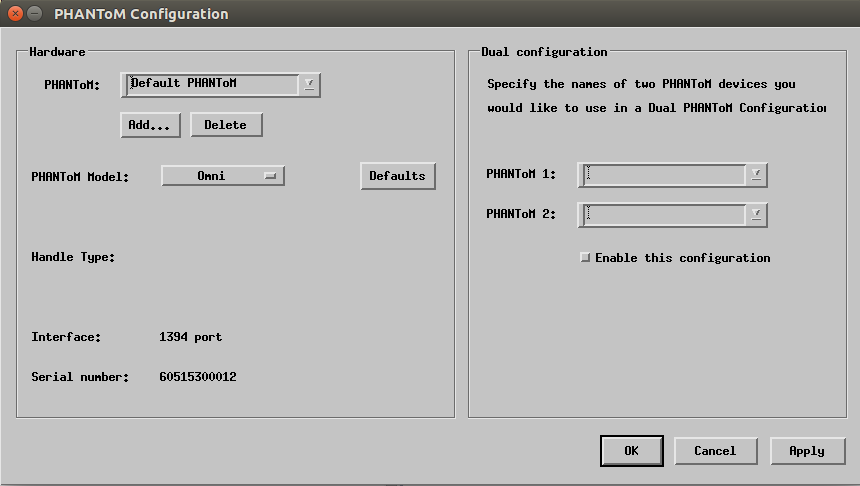 PHANToM Configuration
Hardware
PHANToM:
Default PHANToM
Add...
Delete
PHANToM Model:
Omni
Defaults
Handle Type:
Interface:
1394 port
Serial number:
60515300012
Dual configuration
Specify the names of two PHANToM devices you
would like to use in a Dual PHANToM Configuration
PHANToM 1:
PHANToM 2:
Enable this configuration
OK
Cancel
Apply